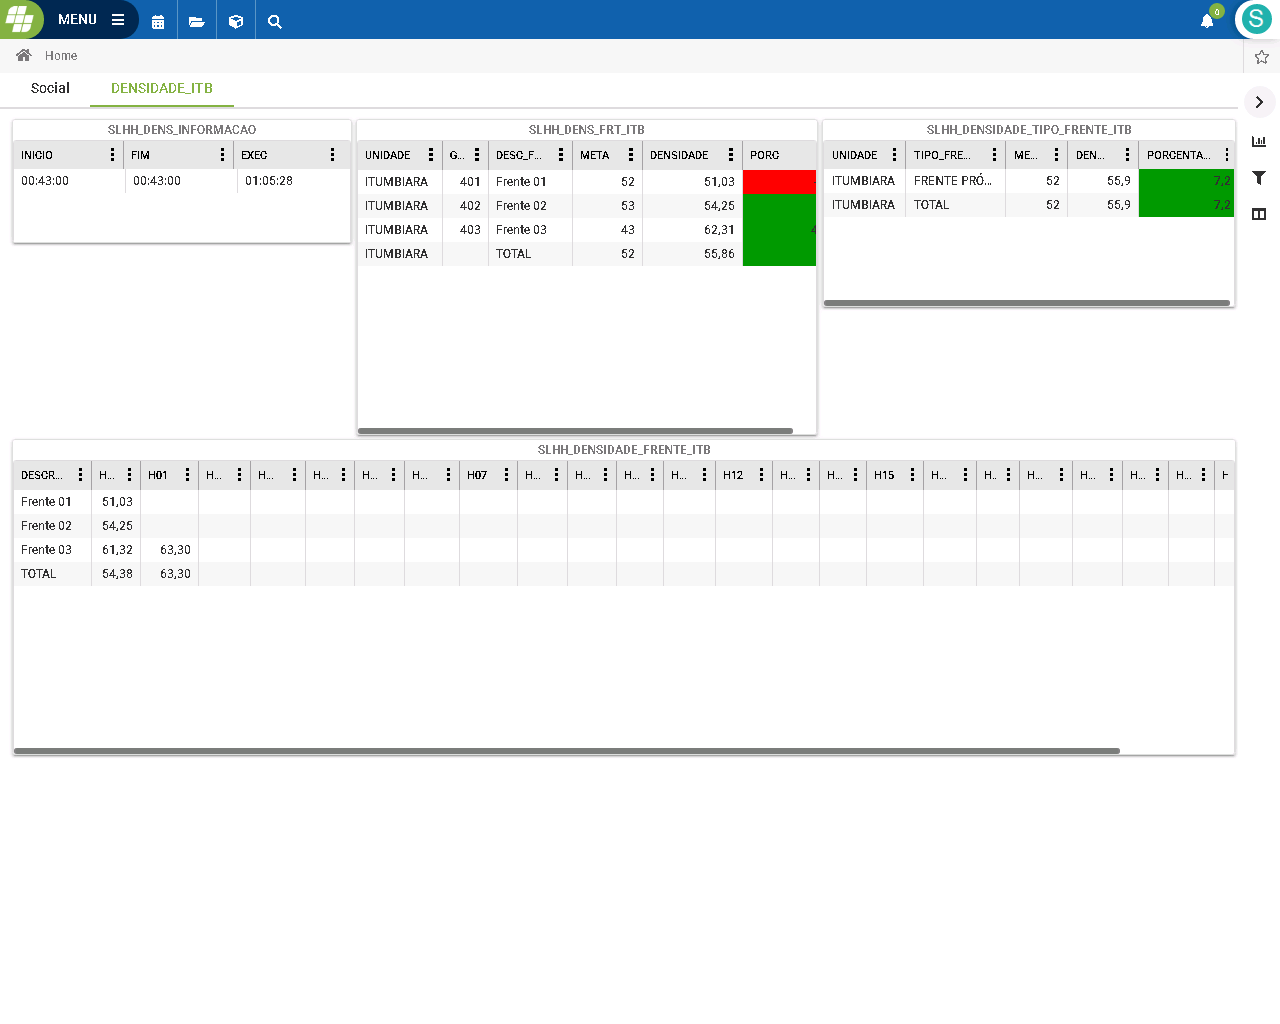 MENU
0
S
Home
Social DENSIDADE_ITB
SLHH_DENS_INFORMACAO
INICIO FIM EXEC
00:43:00 00:43:00 01:05:28
SLHH_DENS_FRT_ITB
UNIDADE G... DESC_F... META DENSIDADE PORC
ITUMBIARA 401 Frente 01 52 51,03
ITUMBIARA 402 Frente 02 53 54,25
ITUMBIARA 403 Frente 03 43 62,31
ITUMBIARA TOTAL 52 55,86
SLHH_DENSIDADE_TIPO_FRENTE_ITB
UNIDADE TIPO_FRE... ME... DEN... PORCENTA...
ITUMBIARA FRENTE PRÓ... 52 55,9 7,2
ITUMBIARA TOTAL 52 55,9 7,2
SLHH_DENSIDADE_FRENTE_ITB
DESCR... H... H01 H... H... H... H... H... H07 H... H... H... H... H12 H... H... H15 H... H.. H... H... H... H... H
Frente 01 51,03
Frente 02 54,25
Frente 03 61,32 63,30
TOTAL 54,38 63,30